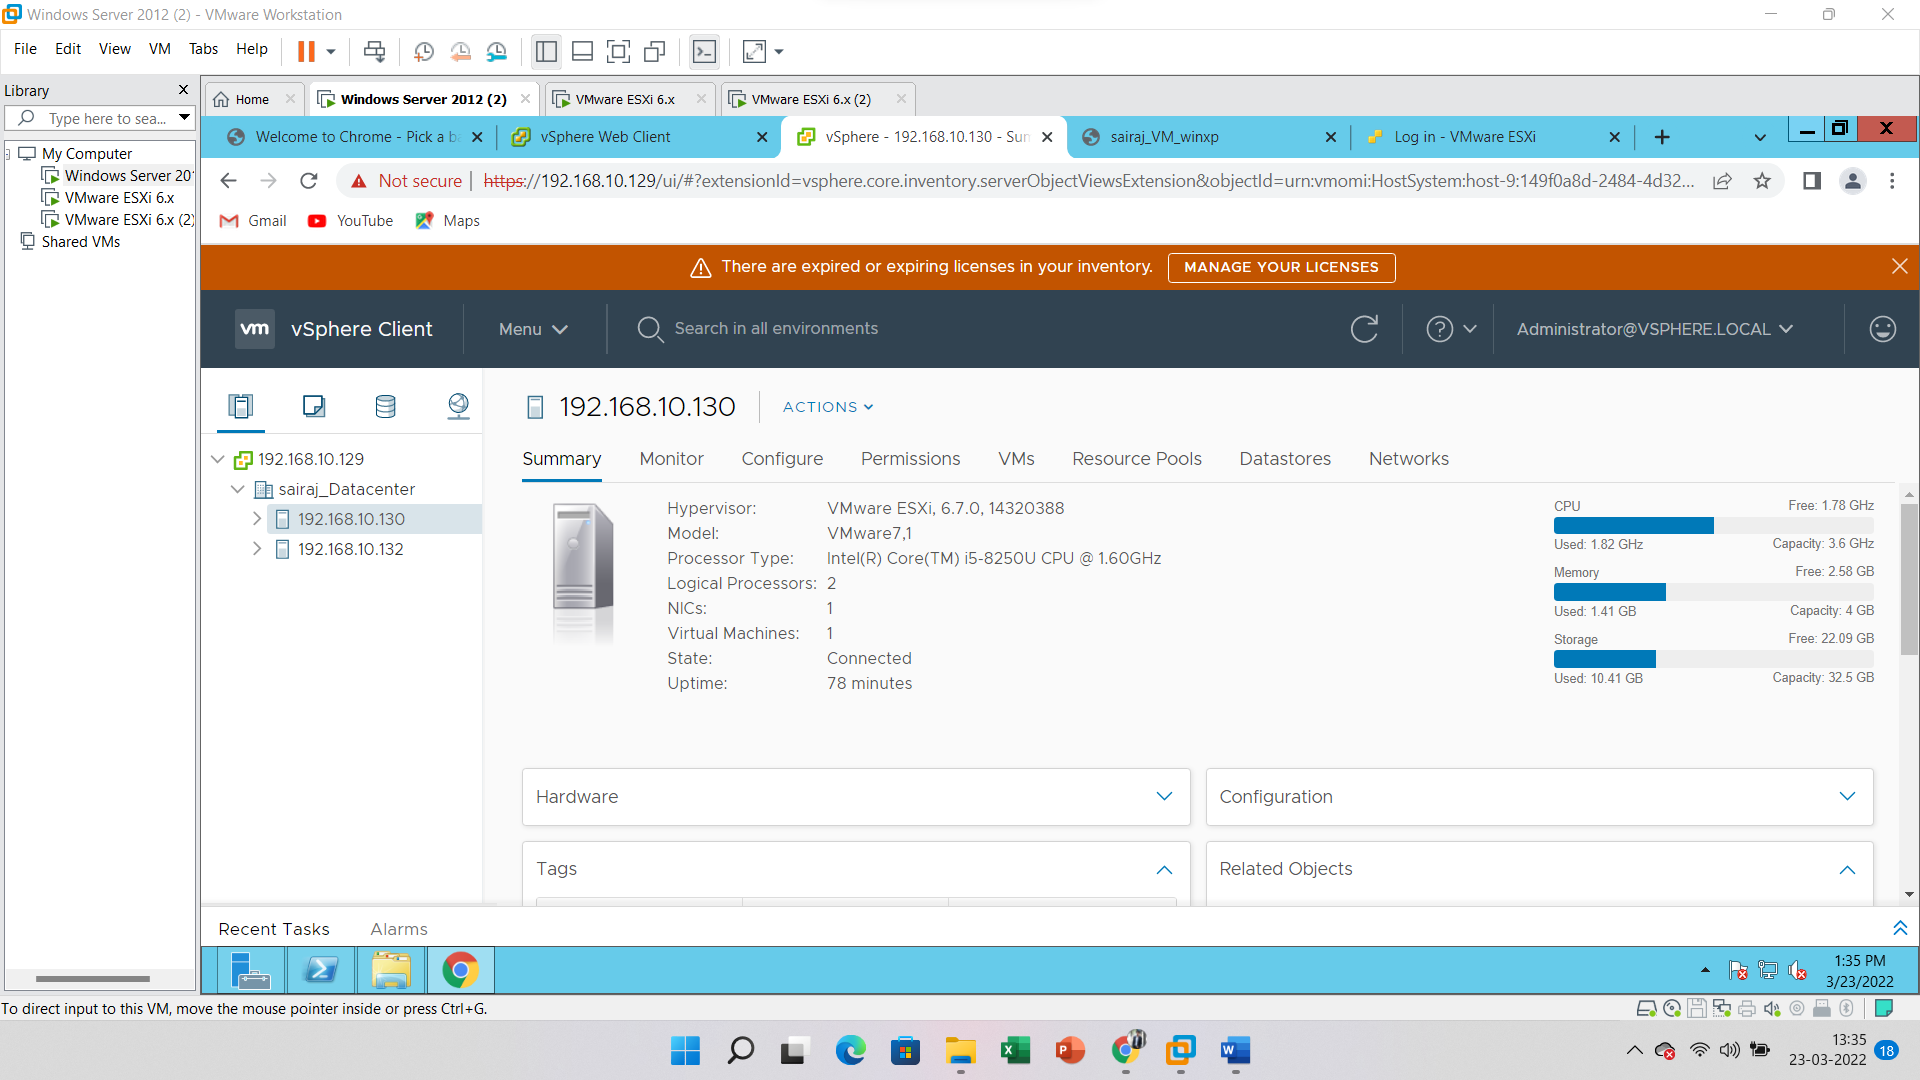 Windows Server 2012 (2) - VMware Workstation
File Edit View VM Tabs Help
Library
Type here to sea...
My Computer
Windows Server 20
VMware ESXi 6.x
VMware ESXi 6.x (2)
Shared VMs
Home
Windows Server 2012 (2)
VMware ESXi 6.x
VMware ESXi 6.x (2)
Welcome to Chrome - Pick a b
vSphere Web Client
vSphere - 192.168.10.130 - Sum
sairaj_VM_winxp
Log in - VMware ESXi
Not secure
https://192.168.10.129/ui/#?extensionId=vsphere.core.inventory.serverObjectViewsExtension&objectId=urn:vmomi:HostSystem:host-9:149f0a8d-2484-4d32...
Gmail YouTube Maps
There are expired or expiring licenses in your inventory. MANAGE YOUR LICENSES
vm vSphere Client Menu Search in all environments Administrator@VSPHERE.LOCAL
192.168.10.129
sairaj_Datacenter
192.168.10.130
192.168.10.132
192.168.10.130 ACTIONS
Summary Monitor Configure Permissions VMs Resource Pools Datastores Networks
Hypervisor: VMware ESXi, 6.7.0, 14320388
Model: VMware7,1
Processor Type: Intel(R) Core(TM) i5-8250U CPU @ 1.60GHz
Logical Processors: 2
NICs: 1
Virtual Machines: 1
State: Connected
Uptime: 78 minutes
CPU Free: 1.78 GHz
Used: 1.82 GHz Capacity: 3.6 GHz
Memory Free: 2.58 GB
Used: 1.41 GB Capacity: 4 GB
Storage Free: 22.09 GB
Used: 10.41 GB Capacity: 32.5 GB
Hardware
Configuration
Tags
Related Objects
Recent Tasks Alarms
1:35 PM
3/23/2022
To direct input to this VM, move the mouse pointer inside or press Ctrl+G.
13:35
23-03-2022
18